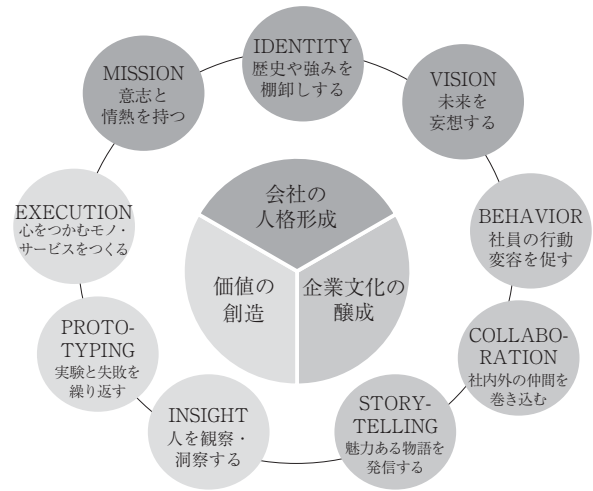 IDENTITY
歴史や強みを
棚卸しする
VISION
未来を
妄想する
BEHAVIOR
社員の行動
変容を促す
COLLABO-
RATION
社内外の仲間を
巻き込む
STORY-
TELLING
魅力ある物語を
発信する
INSIGHT
人を観察・
洞察する
PROTO-
TYPING
実験と失敗を
繰り返す
EXECUTION
心をつかむモノ・
サービスをつくる
MISSION
意志と
情熱を持つ
会社の
人格形成
企業文化の
醸成
価値の
創造